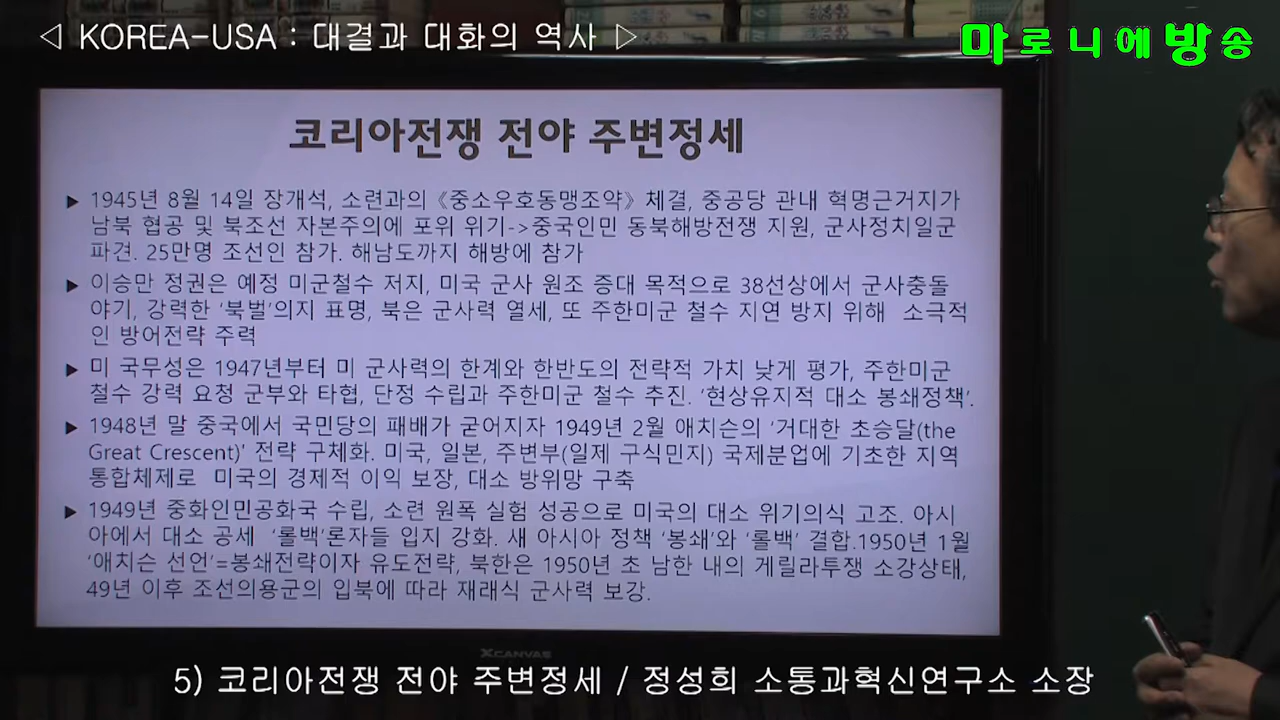 ◁ KOREA-USA : 대결과 대화의 역사 ▷
마로니에방송
코리아전쟁 전야 주변정세
▶ 1945년 8월 14일 장개석, 소련과의 《중소우호동맹조약》 체결, 중공당 관내 혁명근거지가
남북 협공 및 북조선 자본주의에 포위 위기->중국인민 동북해방전쟁 지원, 군사정치일군
파견. 25만명 조선인 참가. 해남도까지 해방에 참가
▶ 이승만 정권은 예정 미군철수 저지, 미국 군사 원조 증대 목적으로 38선상에서 군사충돌
야기, 강력한 '북벌'의지 표명, 북은 군사력 열세, 또 주한미군 철수 지연 방지 위해 소극적
인 방어전략 주력
▶ 미 국무성은 1947년부터 미 군사력의 한계와 한반도의 전략적 가치 낮게 평가, 주한미군
철수 강력 요청 군부와 타협, 단정 수립과 주한미군 철수 추진. '현상유지적 대소 봉쇄정책'.
▶ 1948년 말 중국에서 국민당의 패배가 굳어지자 1949년 2월 애치슨의 '거대한 초승달(the
Great Crescent)' 전략 구체화. 미국, 일본, 주변부(일제 구식민지) 국제분업에 기초한 지역
통합체제로 미국의 경제적 이익 보장, 대소 방위망 구축
▶ 1949년 중화인민공화국 수립, 소련 원폭 실험 성공으로 미국의 대소 위기의식 고조. 아시
아에서 대소 공세 '롤백'론자들 입지 강화. 새 아시아 정책 '봉쇄'와 '롤백' 결합.1950년 1월
'애치슨 선언'=봉쇄전략이자 유도전략, 북한은 1950년 초 남한 내의 게릴라투쟁 소강상태,
49년 이후 조선의용군의 입북에 따라 재래식 군사력 보강.
XCANVAS
5) 코리아전쟁 전야 주변정세 / 정성희 소통과혁신연구소 소장